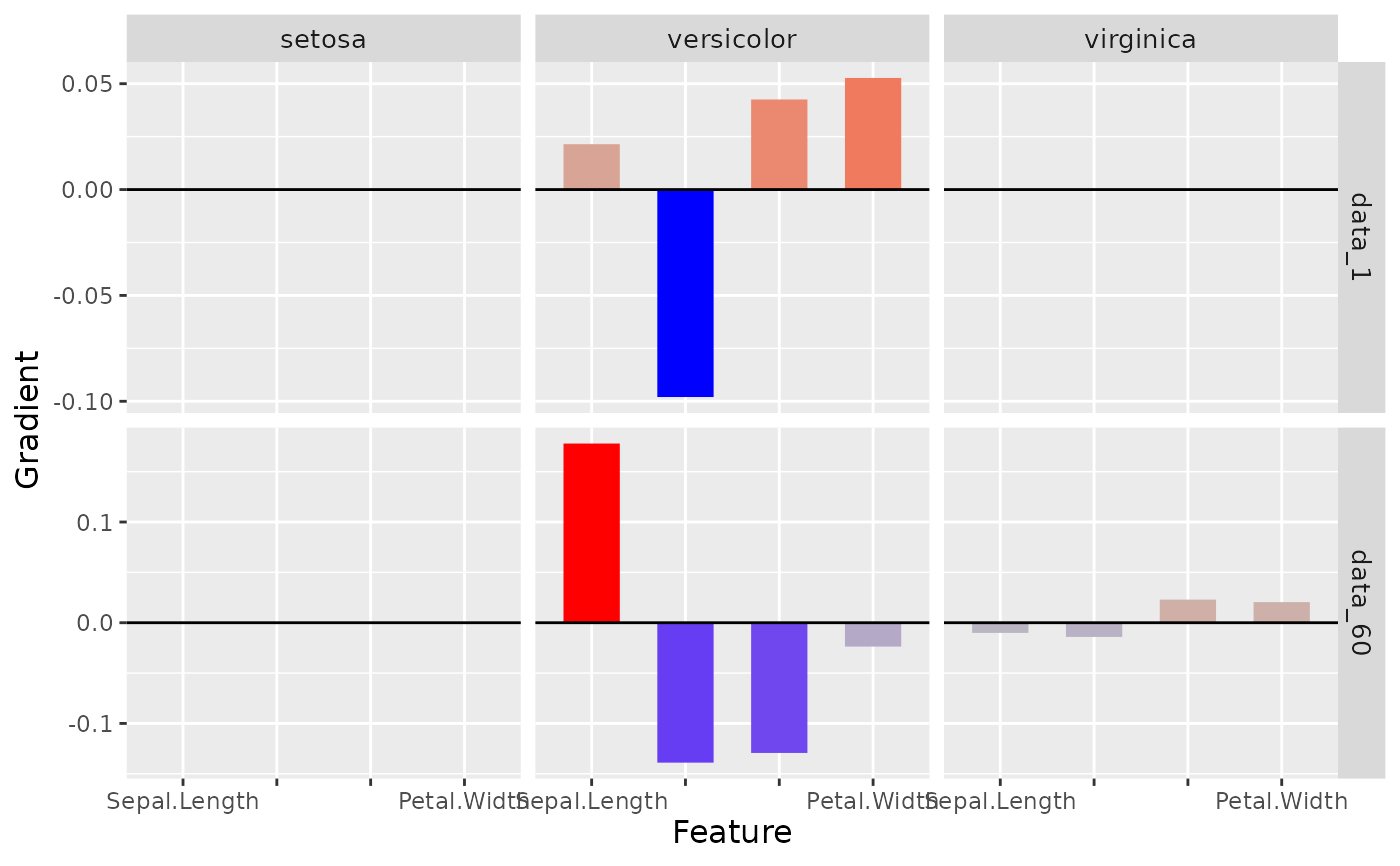 setosa
versicolor
virginica
0.05
0.00
-0.05
-0.10
data_1
Gradient
0.1
0.0
-0.1
data_60
Sepal.Length
Petal.Width
Sepal.Length
Petal.Width
Sepal.Length
Petal.Width
Feature